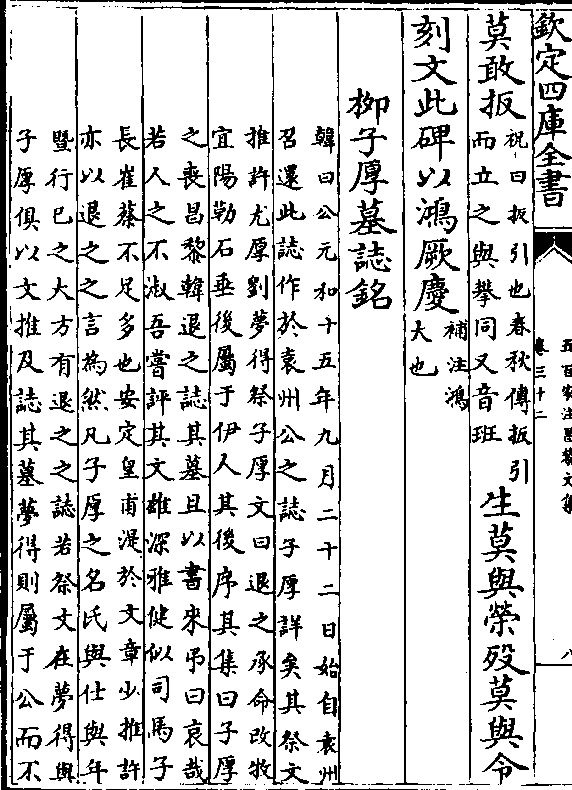 欽定四庫全書
五百家注昌黎文集
卷三十二
八
莫敢扳
祝曰扳引也春秋傳扳引
而立之與攀同又音班
生莫與榮歿莫與令
刻文此碑以鴻厥慶
補注鴻
大也
柳子厚墓誌銘
韓曰公元和十五年九月二十二日始自袁州
召還此誌作於袁州公之誌子厚詳矣其祭文
推許尤厚劉夢得祭子厚文曰退之承命改牧
宜陽勒石垂後屬于伊人其後序其集曰子厚
之喪昌黎韓退之誌其墓且以書來弔曰哀哉
若人之不淑吾嘗評其文雄深雅健似司馬子
長崔蔡不足多也安定皇甫湜於文章少推許
亦以退之之言為然凡子厚之名氏與仕與年
暨行已之大方有退之之誌若祭文在夢得與
子厚俱以文推及誌其墓夢得則屬于公而不